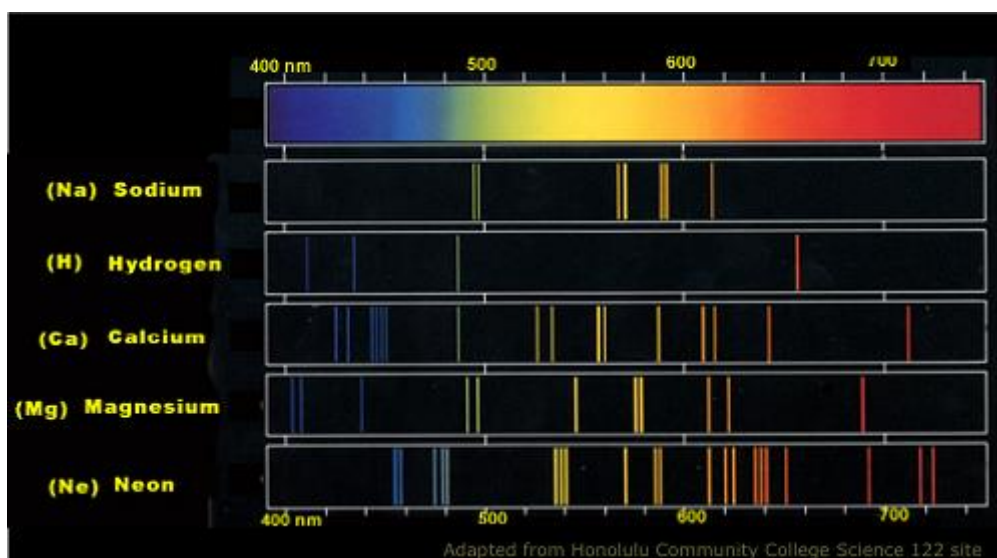 400 nm 500 600 700
(Na) Sodium
(H) Hydrogen
(Ca) Calcium
(Mg) Magnesium
(Ne) Neon
400 nm 500 600 700
Adapted from Honolulu Community College Science 122 site